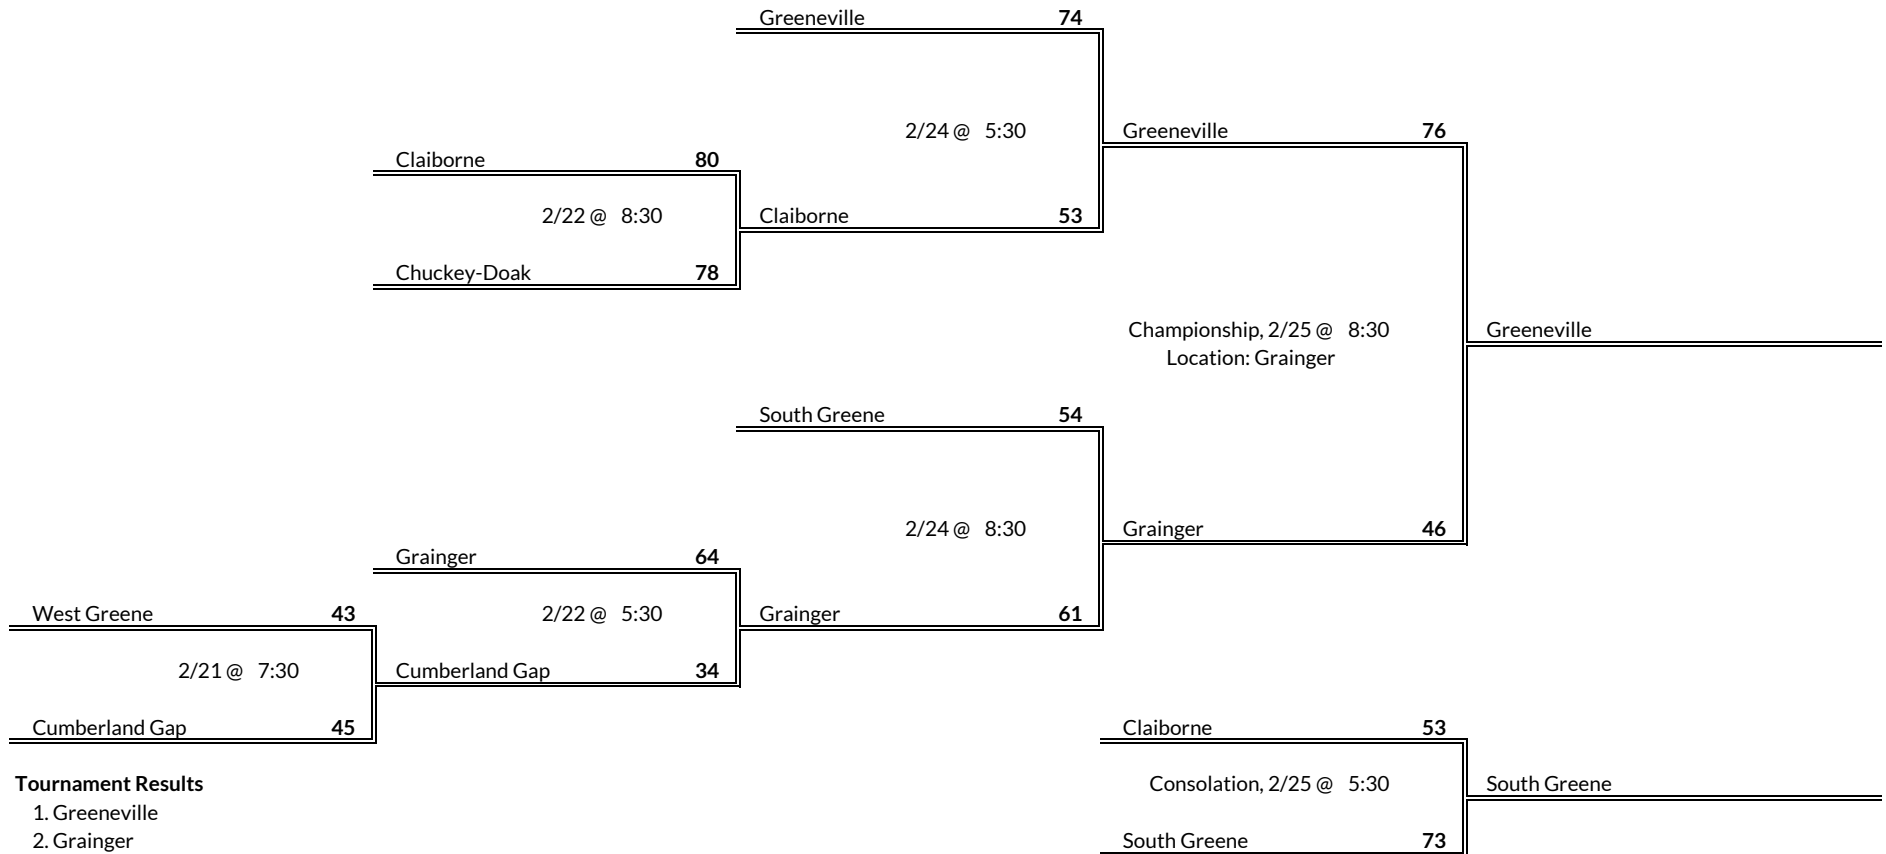 Greeneville 74
2/24 @ 5:30
Greeneville 76
Claiborne 80
2/22 @ 8:30
Claiborne 53
Chuckey-Doak 78
Championship, 2/25 @ 8:30
Location: Grainger
Greeneville
South Greene 54
2/24 @ 8:30
Grainger 46
Grainger 64
West Greene 43
2/22 @ 5:30
Grainger 61
2/21 @ 7:30
Cumberland Gap 34
Cumberland Gap 45
Claiborne 53
Tournament Results
Consolation, 2/25 @ 5:30
South Greene
1. Greeneville
2. Grainger
South Greene 73